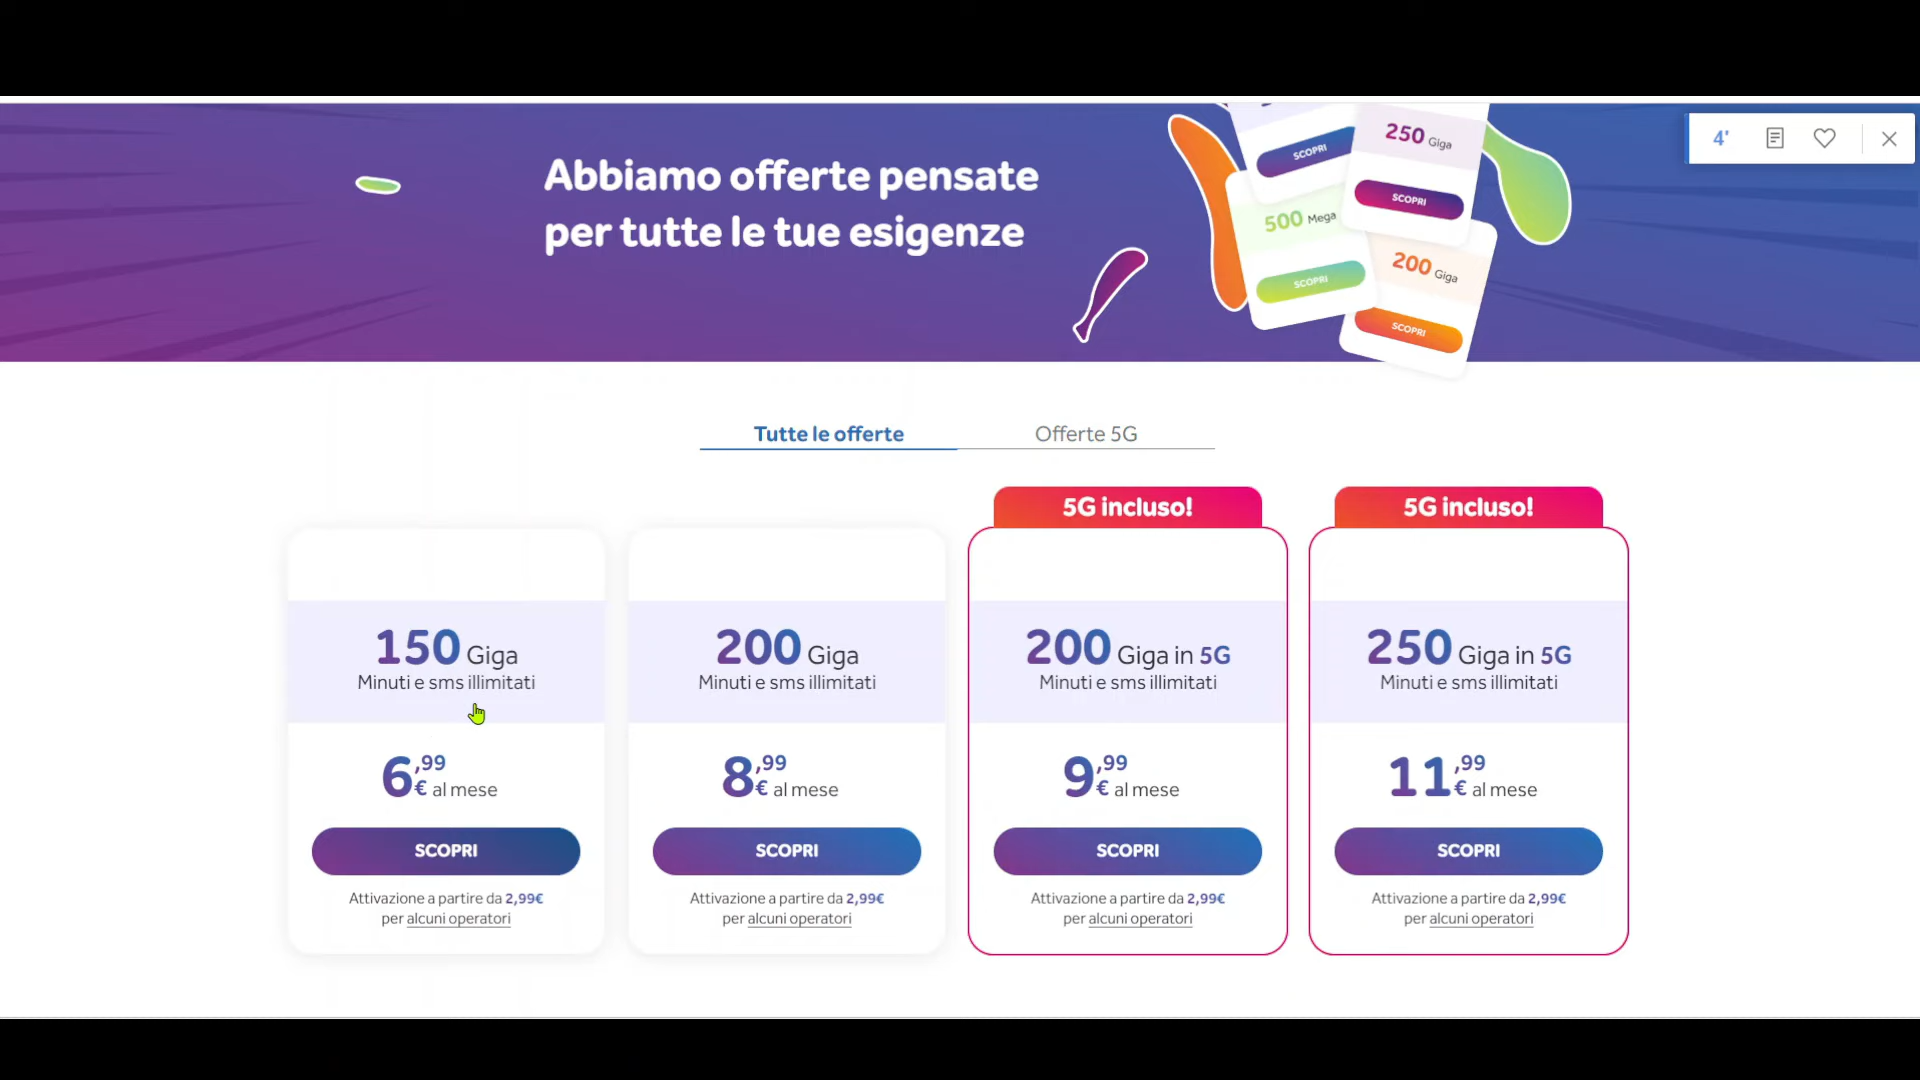 Abbiamo offerte pensate
per tutte le tue esigenze
SCOPRI
250 Giga
SCOPRI
500 Mega
SCOPRI
200 Giga
SCOPRI
4'
Tutte le offerte
Offerte 5G
5G incluso!
5G incluso!
150 Giga
Minuti e sms illimitati
6,99
€ al mese
SCOPRI
Attivazione a partire da 2,99€
per alcuni operatori
200 Giga
Minuti e sms illimitati
8,99
€ al mese
SCOPRI
Attivazione a partire da 2,99€
per alcuni operatori
200 Giga in 5G
Minuti e sms illimitati
9,99
€ al mese
SCOPRI
Attivazione a partire da 2,99€
per alcuni operatori
250 Giga in 5G
Minuti e sms illimitati
11,99
€ al mese
SCOPRI
Attivazione a partire da 2,99€
per alcuni operatori